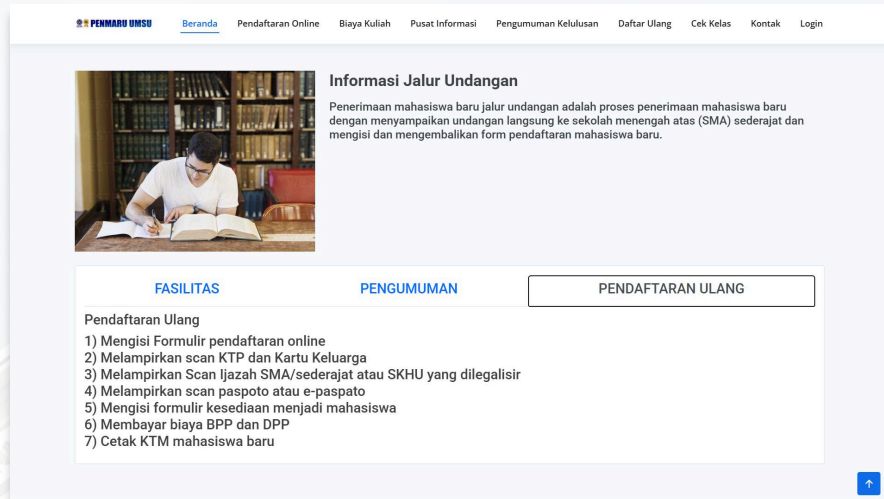 PENMARU UMSU
Beranda
Pendaftaran Online
Biaya Kuliah
Pusat Informasi
Pengumuman Kelulusan
Daftar Ulang
Cek Kelas
Kontak
Login
Informasi Jalur Undangan
Penerimaan mahasiswa baru jalur undangan adalah proses penerimaan mahasiswa baru
dengan menyampaikan undangan langsung ke sekolah menengah atas (SMA) sederajat dan
mengisi dan mengembalikan form pendaftaran mahasiswa baru.
FASILITAS
PENGUMUMAN
PENDAFTARAN ULANG
Pendaftaran Ulang
1) Mengisi Formulir pendaftaran online
2) Melampirkan scan KTP dan Kartu Keluarga
3) Melampirkan Scan Ijazah SMA/sederajat atau SKHU yang dilegalisir
4) Melampirkan scan paspoto atau e-paspato
5) Mengisi formulir kesediaan menjadi mahasiswa
6) Membayar biaya BPP dan DPP
7) Cetak KTM mahasiswa baru